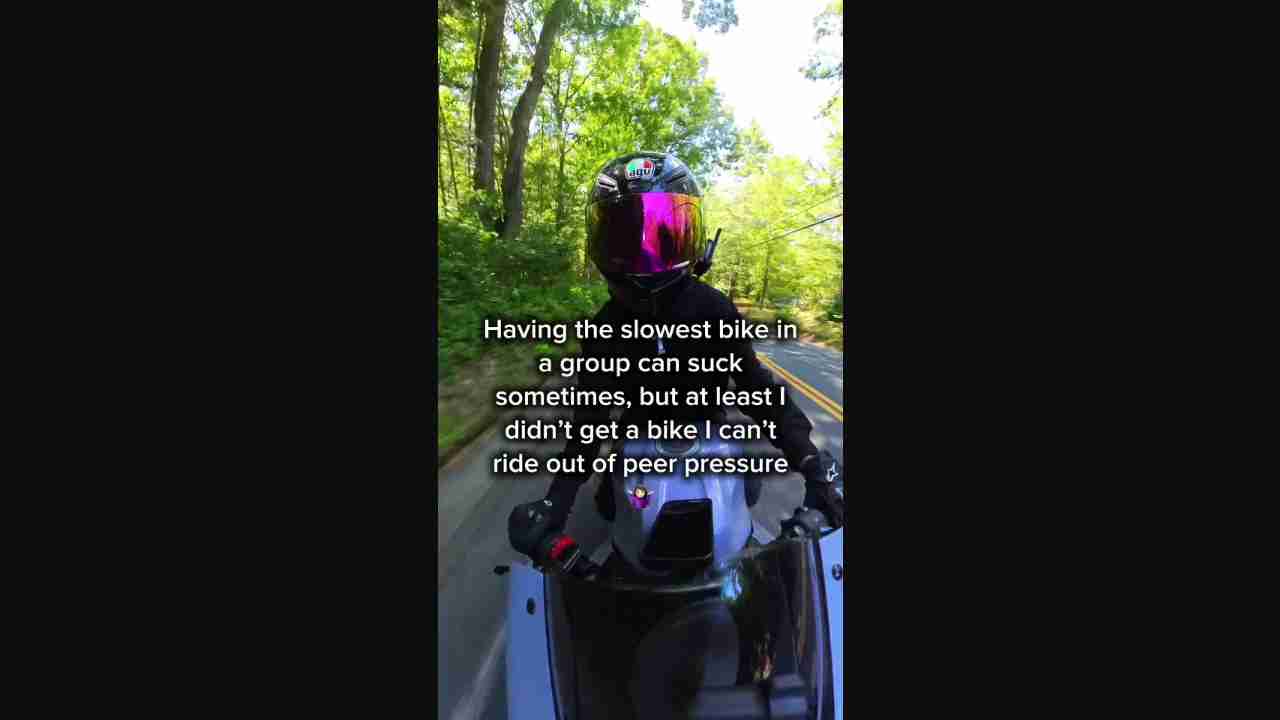 agv
Having the slowest bike in
a group can suck
sometimes, but at least I
didn’t get a bike I can’t
ride out of peer pressure
🤷🏻‍♀️